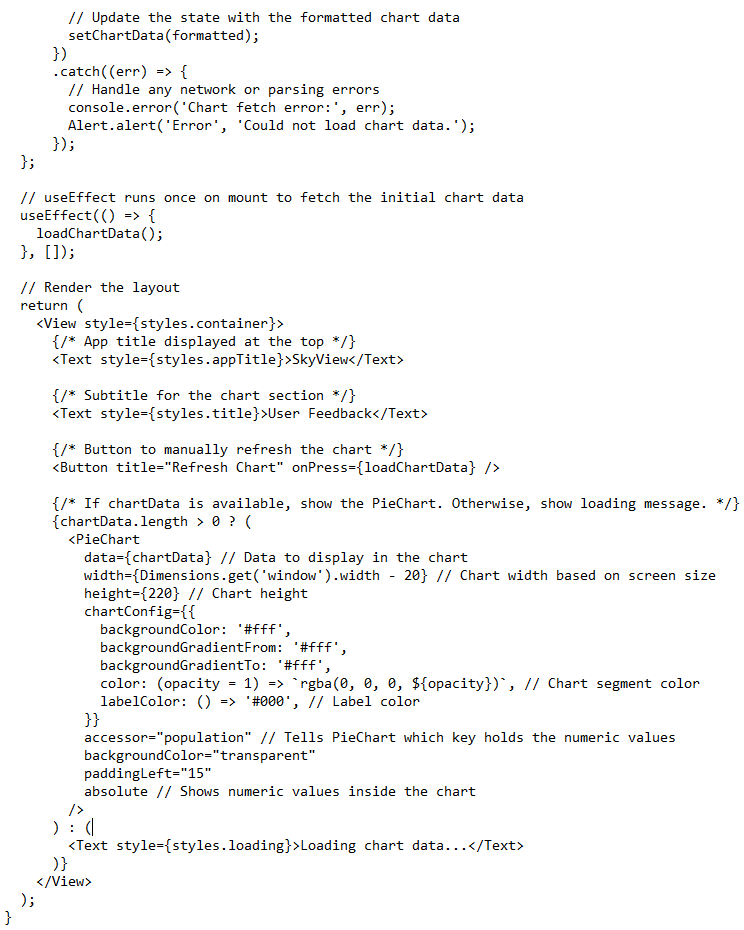 // Update the state with the formatted chart data
        setChartData(formatted);
      })
      .catch((err) => {
        // Handle any network or parsing errors
        console.error('Chart fetch error:', err);
        Alert.alert('Error', 'Could not load chart data.');
      });
  };

  // useEffect runs once on mount to fetch the initial chart data
  useEffect(() => {
    loadChartData();
  }, []);

  // Render the layout
  return (
    <View style={styles.container}>
      {/* App title displayed at the top */}
      <Text style={styles.appTitle}>SkyView</Text>

      {/* Subtitle for the chart section */}
      <Text style={styles.title}>User Feedback</Text>

      {/* Button to manually refresh the chart */}
      <Button title="Refresh Chart" onPress={loadChartData} />

      {/* If chartData is available, show the PieChart. Otherwise, show loading message. */}
      {chartData.length > 0 ? (
        <PieChart
          data={chartData} // Data to display in the chart
          width={Dimensions.get('window').width - 20} // Chart width based on screen size
          height={220} // Chart height
          chartConfig={{
            backgroundColor: '#fff',
            backgroundGradientFrom: '#fff',
            backgroundGradientTo: '#fff',
            color: (opacity = 1) => `rgba(0, 0, 0, ${opacity})`, // Chart segment color
            labelColor: () => '#000', // Label color
          }}
          accessor="population" // Tells PieChart which key holds the numeric values
          backgroundColor="transparent"
          paddingLeft="15"
          absolute // Shows numeric values inside the chart
        />
      ) : (
        <Text style={styles.loading}>Loading chart data...</Text>
      )}
    </View>
  );
}